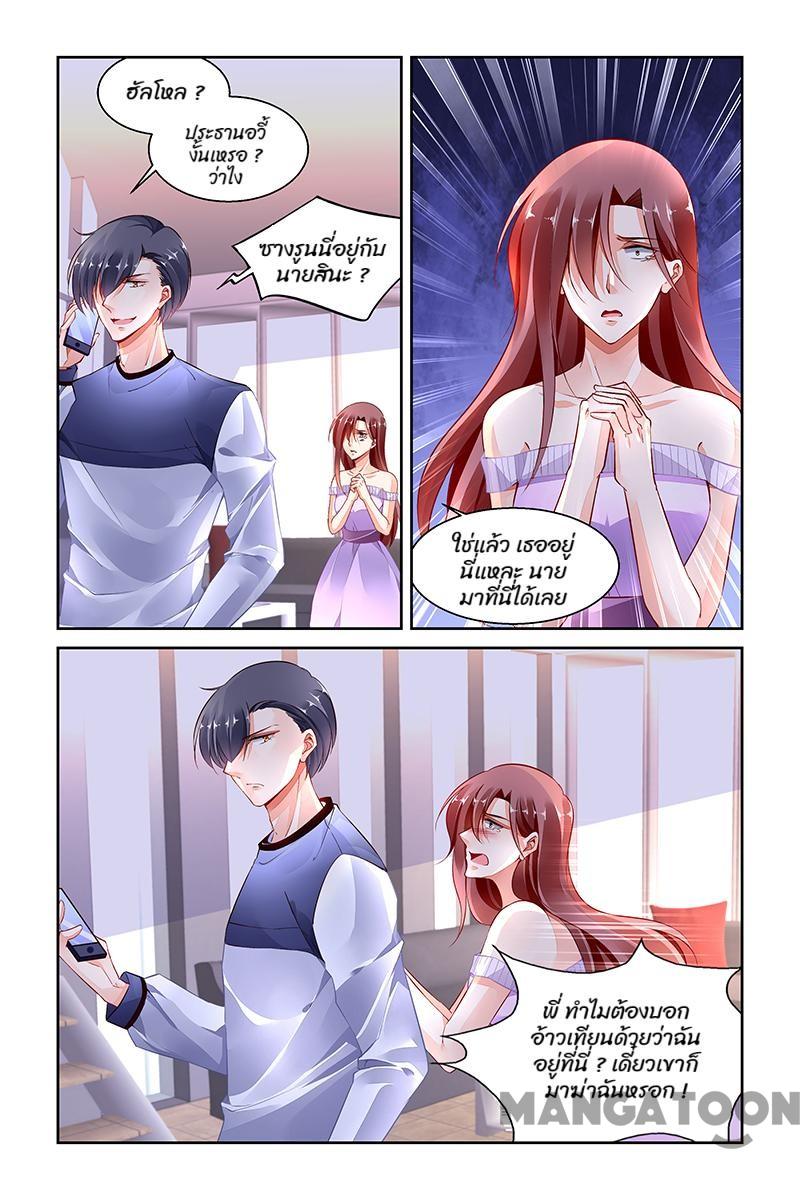 ฮัลโหล ?
ประธานอวี้
งั้นเหรอ ?
ว่าไง
ซางรูนนี่อยู่กับ
นายสินะ ?
ใช่แล้ว เธออยู่
นี่แหละ นาย
มาที่นี่ได้เลย
พี่ ทำไมต้องบอก
อ้าวเทียนด้วยว่าฉัน
อยู่ที่นี่ ? เดี๋ยวเขาก็
มาฆ่าฉันหรอก !
MANGATOON